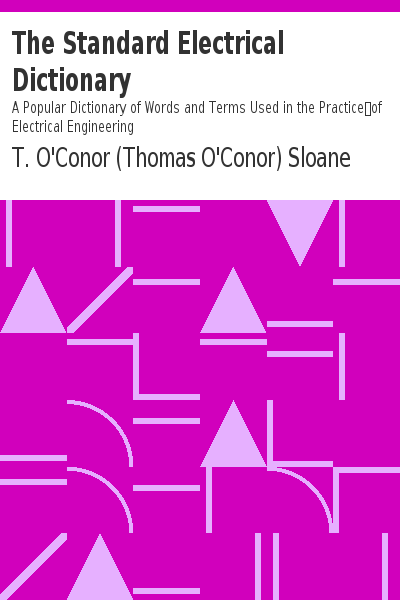 The Standard Electrical
Dictionary
A Popular Dictionary of Words and Terms Used in the Practice▯of
Electrical Engineering
T. O'Conor (Thomas O'Conor) Sloane